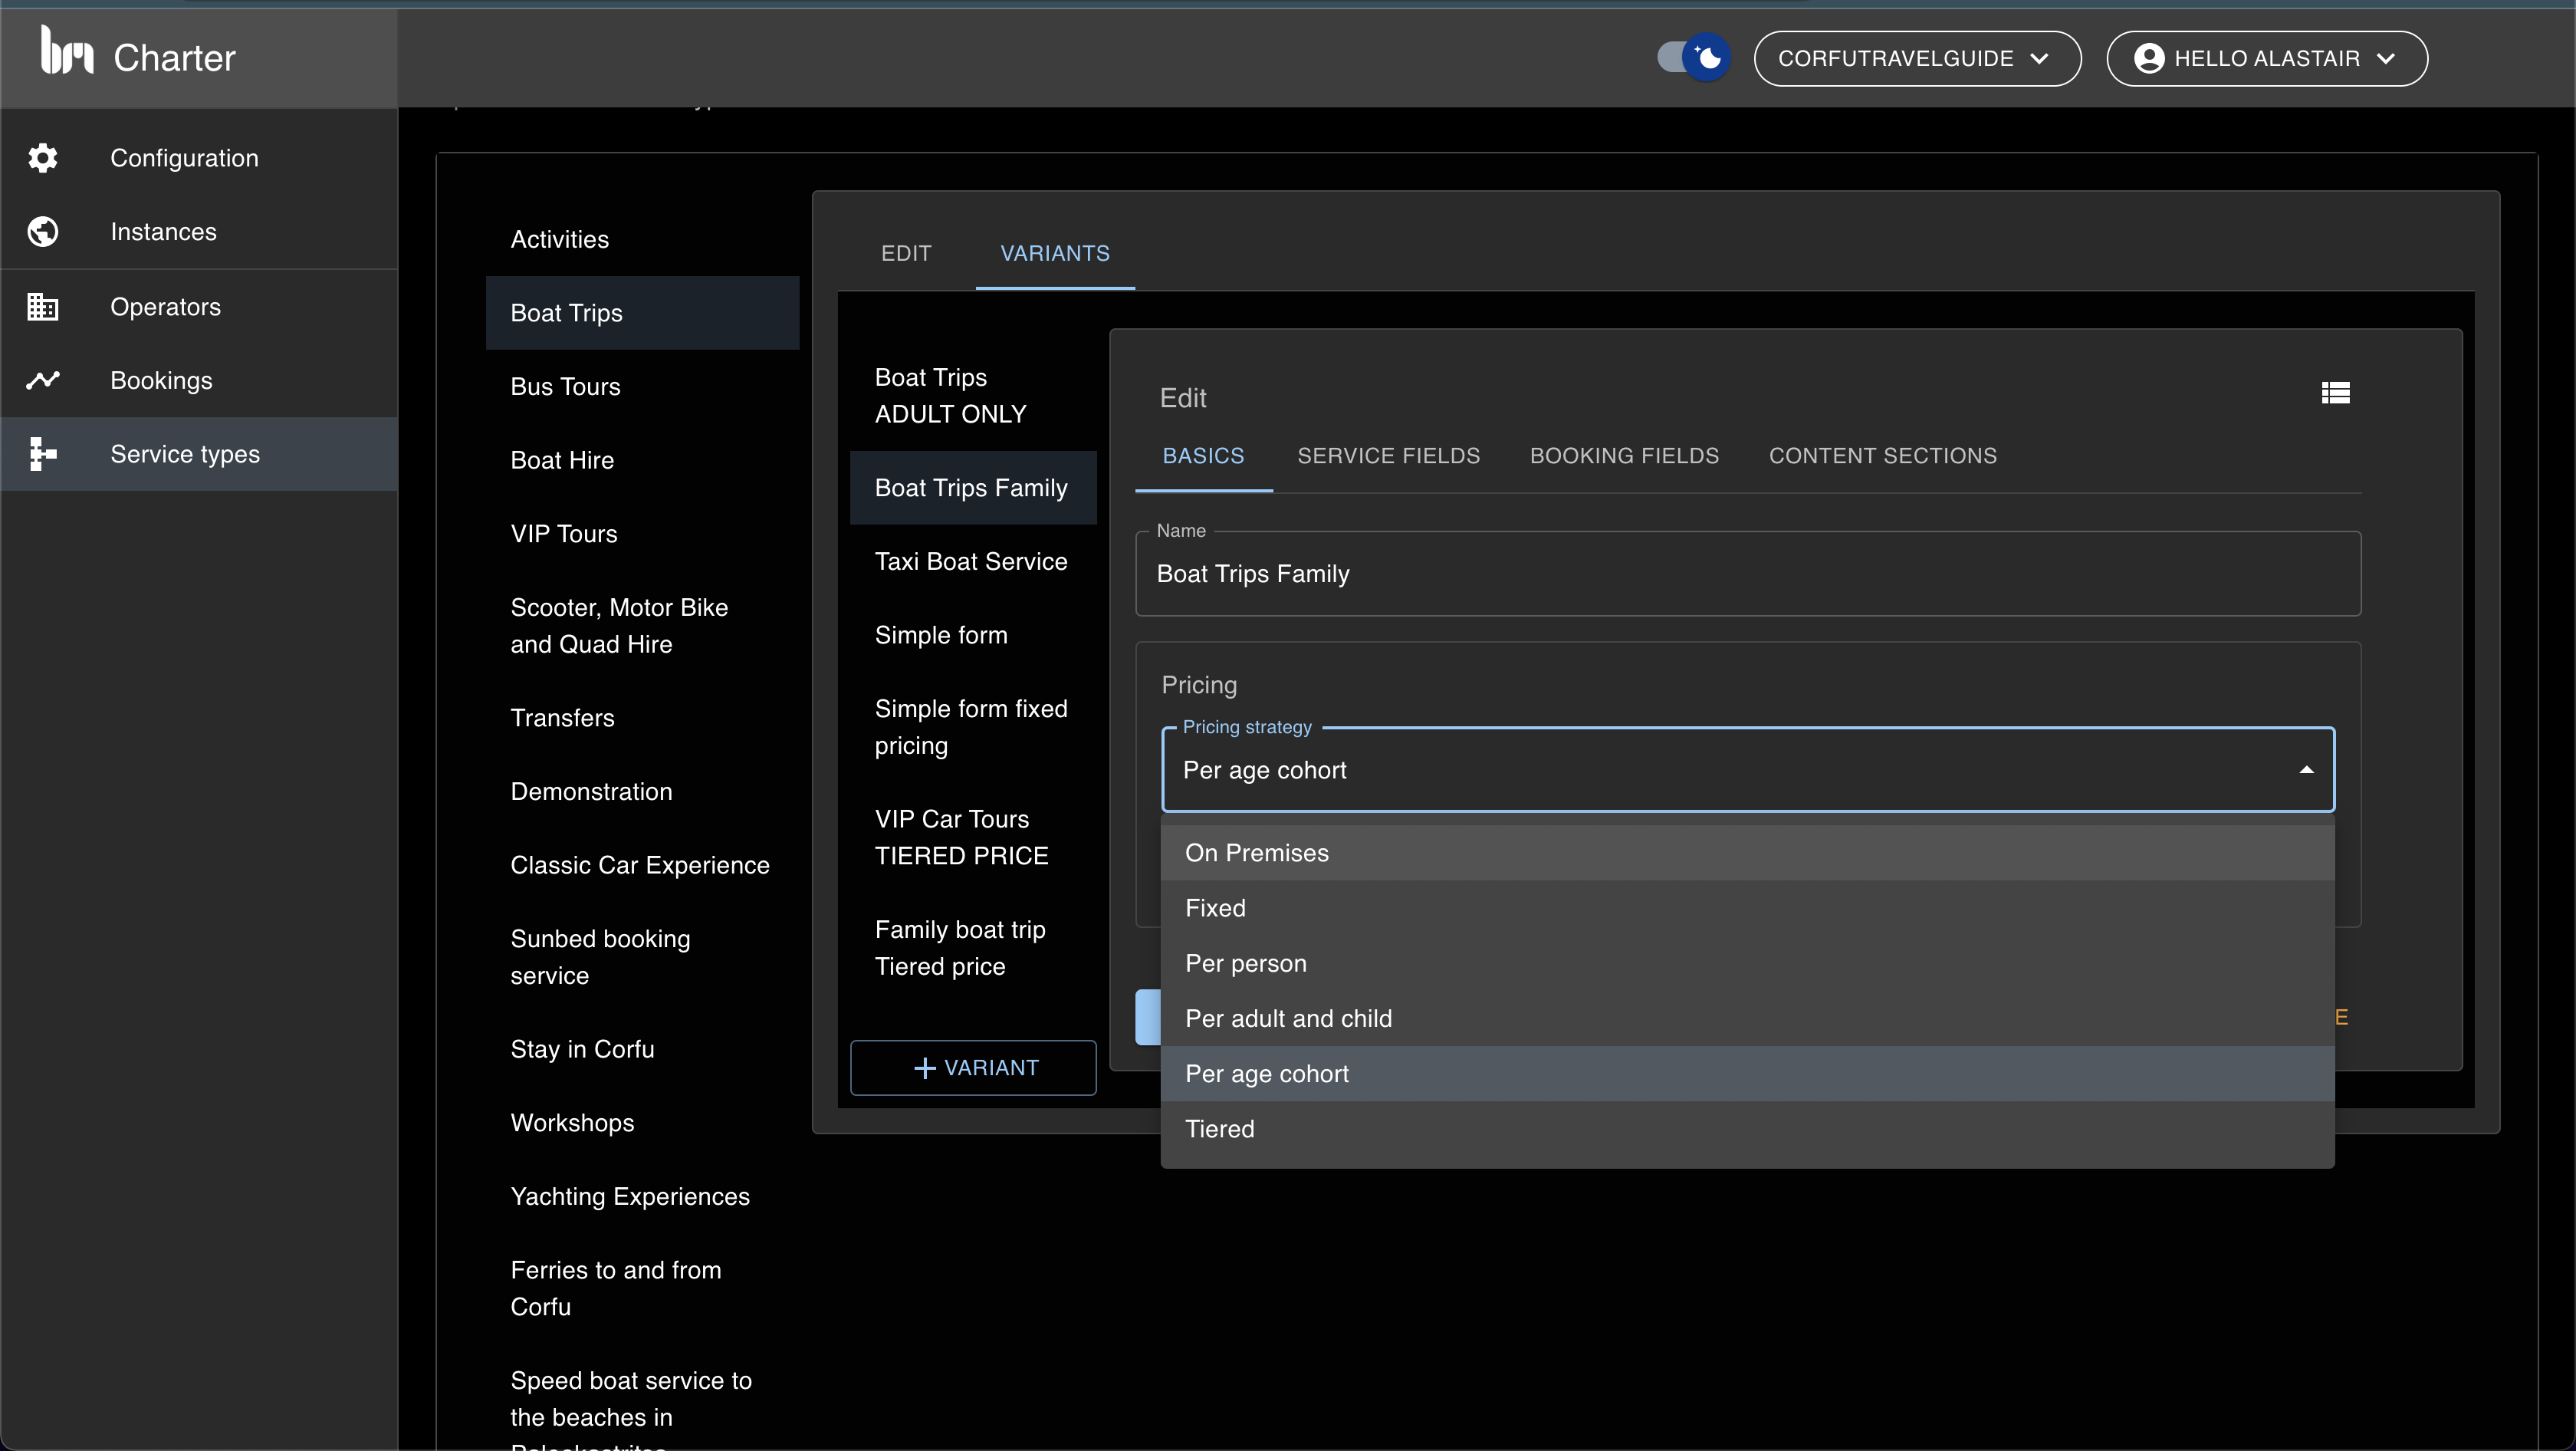 bm Charter
CORFUTRAVELGUIDE
HELLO ALASTAIR
Configuration
Instances
Operators
Bookings
Service types
Activities
Boat Trips
Bus Tours
Boat Hire
VIP Tours
Scooter, Motor Bike
and Quad Hire
Transfers
Demonstration
Classic Car Experience
Sunbed booking
service
Stay in Corfu
Workshops
Yachting Experiences
Ferries to and from
Corfu
Speed boat service to
the beaches in
EDIT
VARIANTS
Boat Trips
ADULT ONLY
Boat Trips Family
Taxi Boat Service
Simple form
Simple form fixed
pricing
VIP Car Tours
TIERED PRICE
Family boat trip
Tiered price
+ VARIANT
Edit
BASICS
SERVICE FIELDS
BOOKING FIELDS
CONTENT SECTIONS
Name
Boat Trips Family
Pricing
Pricing strategy
Per age cohort
On Premises
Fixed
Per person
Per adult and child
Per age cohort
Tiered
E